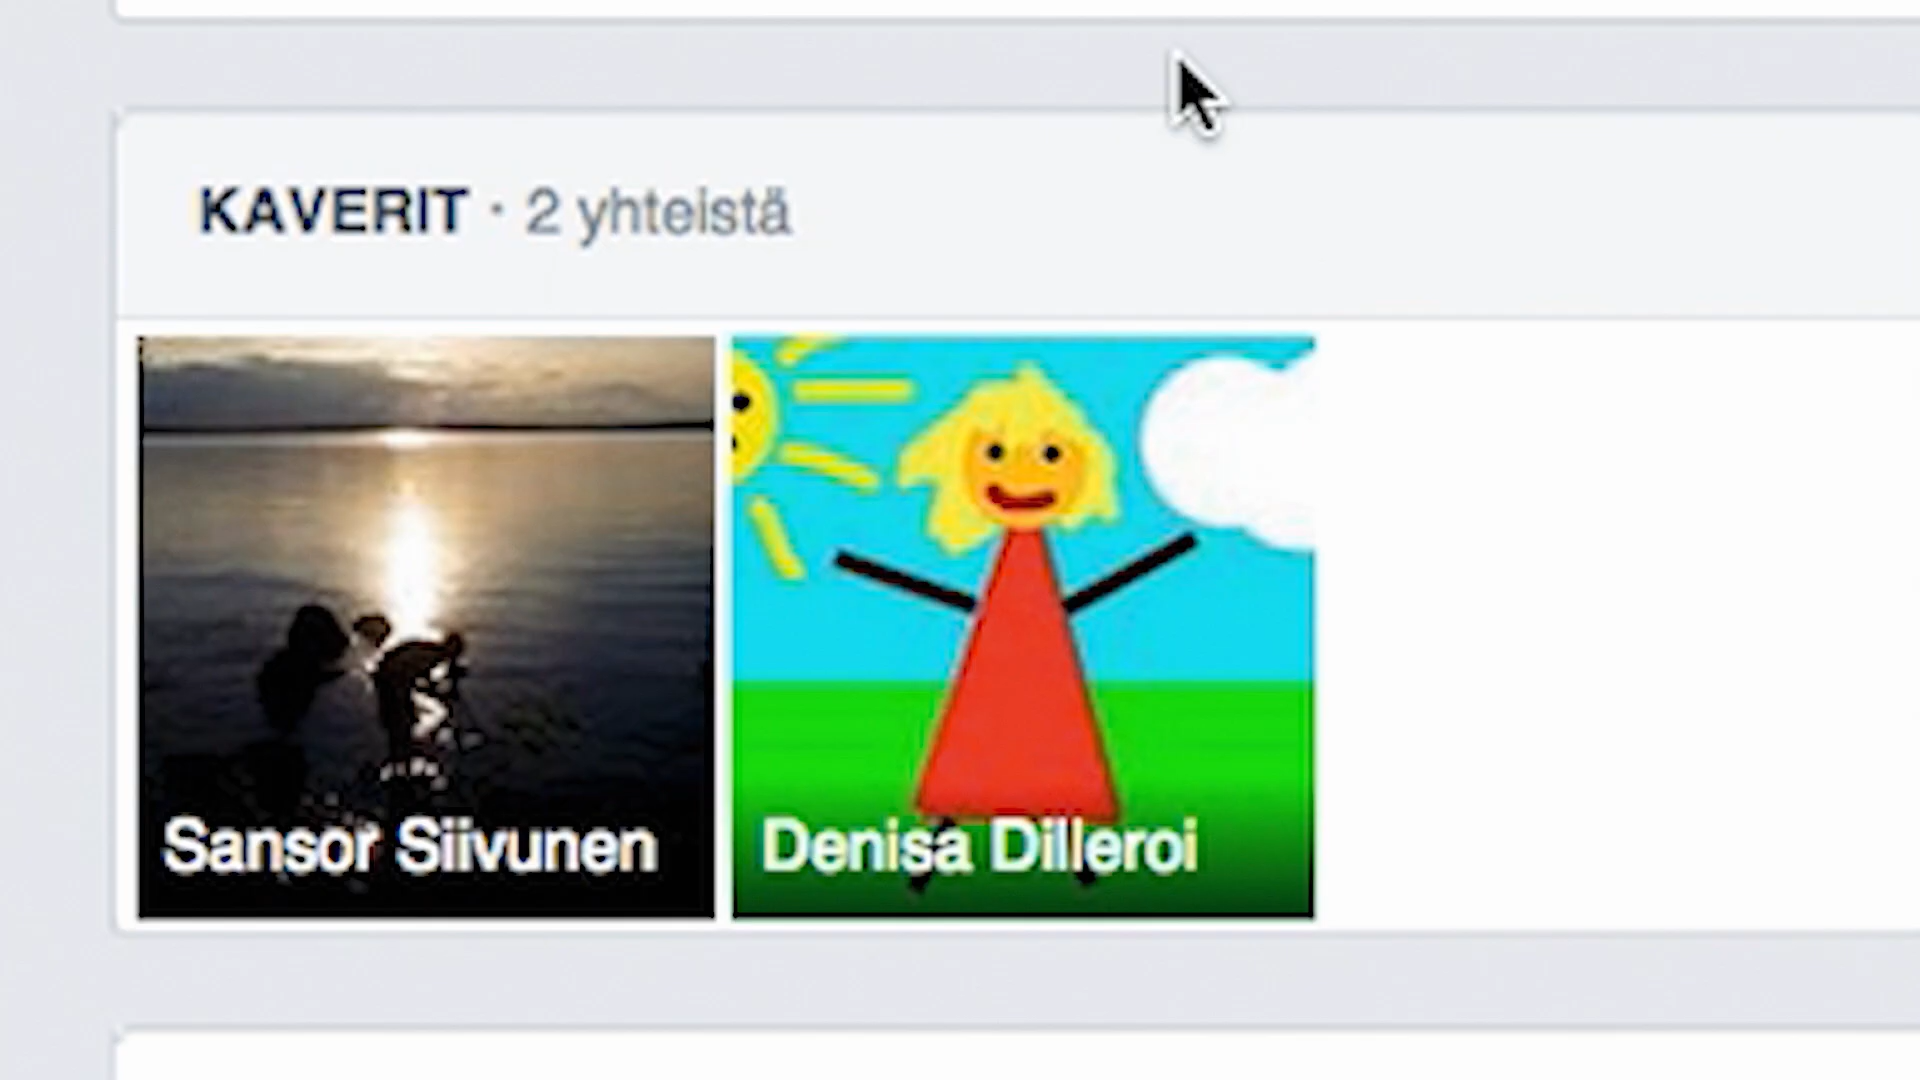 KAVERIT · 2 yhteistä
Sansor Siivunen
Denisa Dilleroi